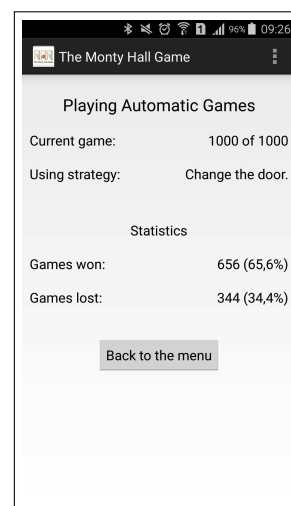 1 96% 09:26
The Monty Hall Game
Playing Automatic Games
Current game: 1000 of 1000
Using strategy: Change the door.
Statistics
Games won: 656 (65,6%)
Games lost: 344 (34,4%)
Back to the menu